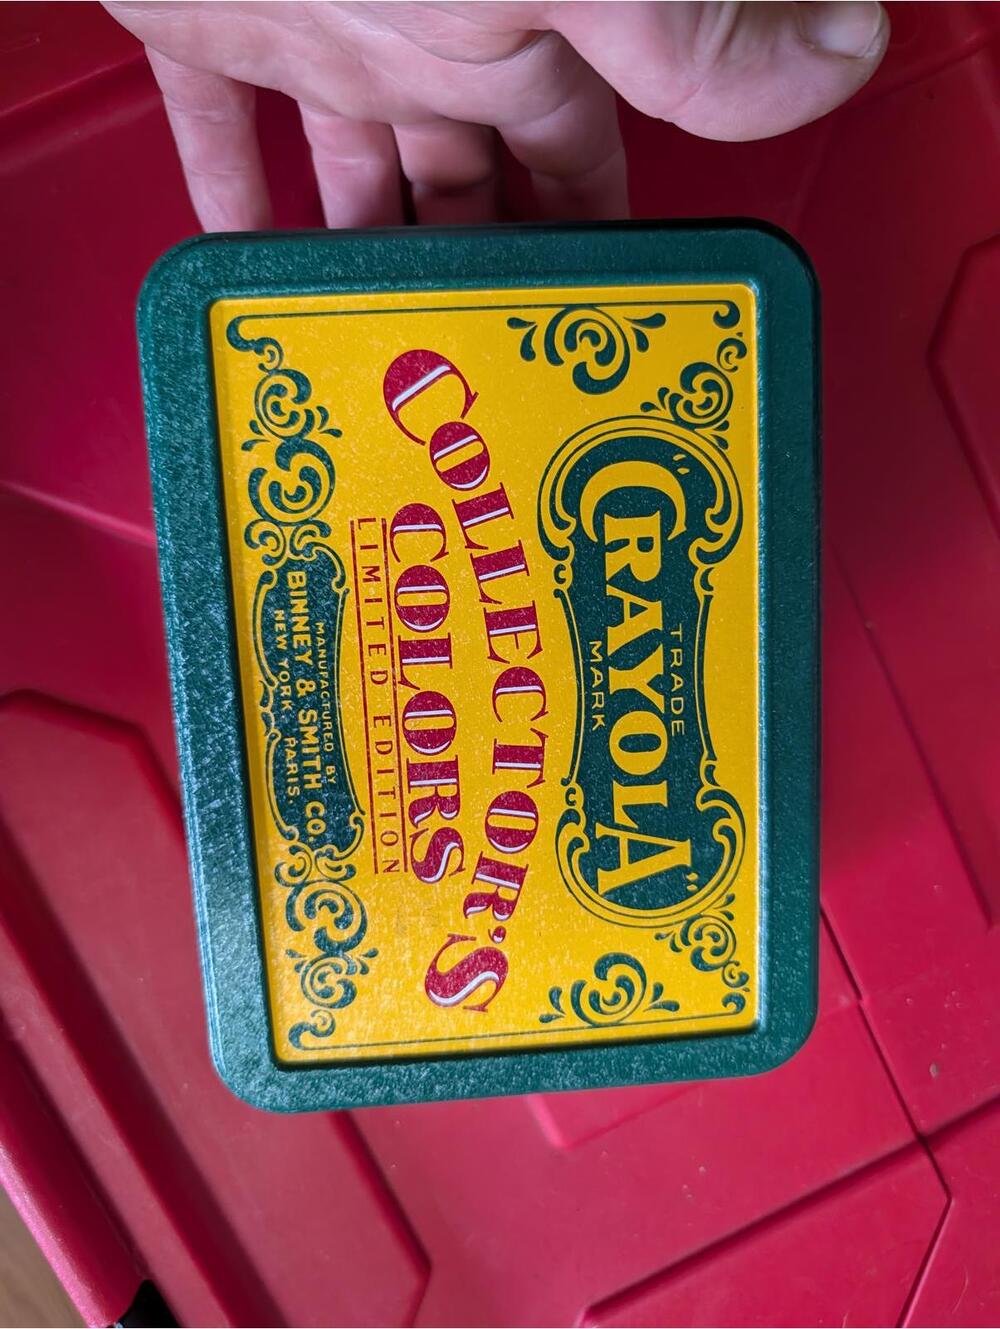 "CRAYOLA"
TRADE MARK
COLLECTOR'S
COLORS
LIMITED EDITION
MANUFACTURED BY
BINNEY & SMITH CO.
NEW YORK. PARIS.